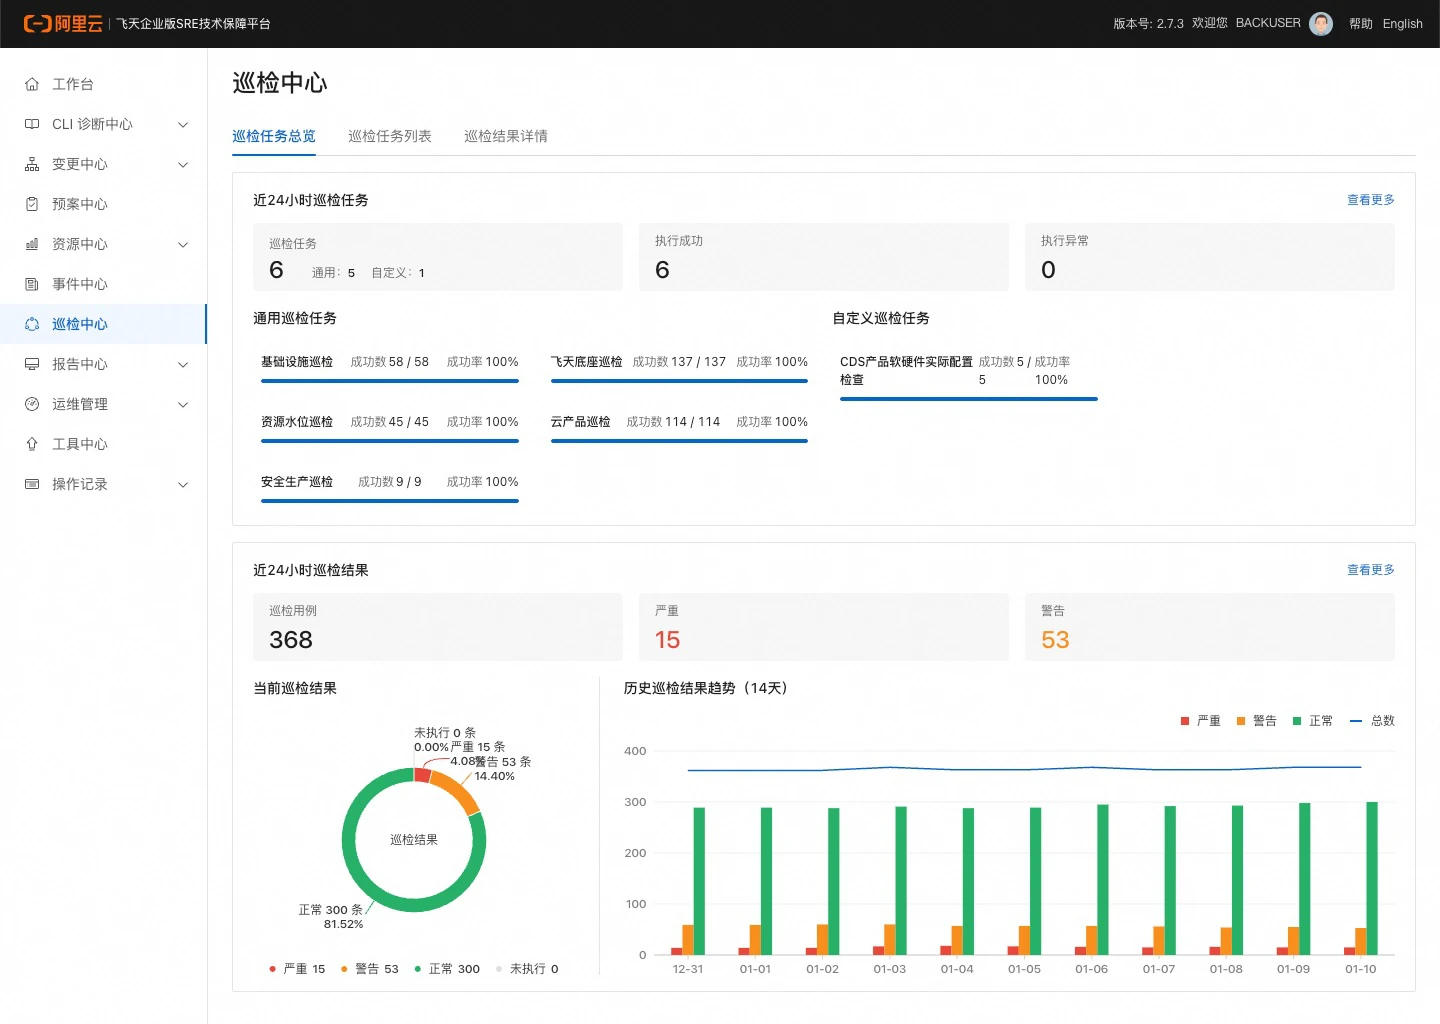 阿里云 飞天企业版SRE技术保障平台
版本号: 2.7.3 欢迎您 BACKUSER 帮助 English
工作台
CLI 诊断中心
变更中心
预案中心
资源中心
事件中心
巡检中心
报告中心
运维管理
工具中心
操作记录
巡检中心
巡检任务总览 巡检任务列表 巡检结果详情
近24小时巡检任务 查看更多
巡检任务
6 通用: 5 自定义: 1
执行成功
6
执行异常
0
通用巡检任务
基础设施巡检 成功数 58 / 58 成功率 100%
飞天底座巡检 成功数 137 / 137 成功率 100%
资源水位巡检 成功数 45 / 45 成功率 100%
云产品巡检 成功数 114 / 114 成功率 100%
安全生产巡检 成功数 9 / 9 成功率 100%
自定义巡检任务
CDS产品软硬件实际配置 成功数 5 / 成功率
检查 5 100%
近24小时巡检结果 查看更多
巡检用例
368
严重
15
警告
53
当前巡检结果
未执行 0 条
0.00%
严重 15 条
4.08%
警告 53 条
14.40%
巡检结果
正常 300 条
81.52%
严重 15 警告 53 正常 300 未执行 0
历史巡检结果趋势（14天）
严重 警告 正常 总数
400
300
200
100
0
12-31 01-01 01-02 01-03 01-04 01-05 01-06 01-07 01-08 01-09 01-10